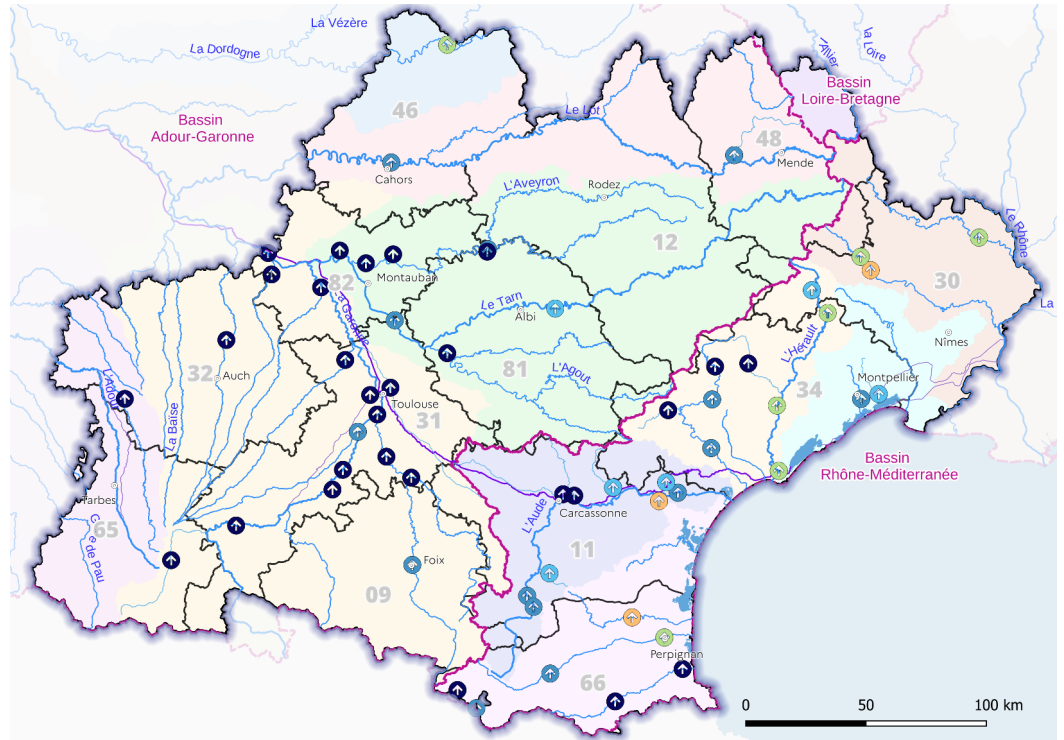 La Vézère
La Dordogne
L'Allier
la Loire
Bassin
Loire-Bretagne
Bassin
Adour-Garonne
46
Le Lot
48
Mende
Cahors
L'Aveyron
Rodez
Le Rhône
12
82
Montauban
30
La
La Garonne
Le Tarn
Albi
L'Hérault
Nîmes
32
Auch
81
L'Agout
Montpellier
34
L'Adour
La Baïse
Toulouse
31
Bassin
Rhône-Méditerranée
Tarbes
65
de Pau
L'Aude
Carcassonne
11
Foix
09
Perpignan
66
0
50
100 km